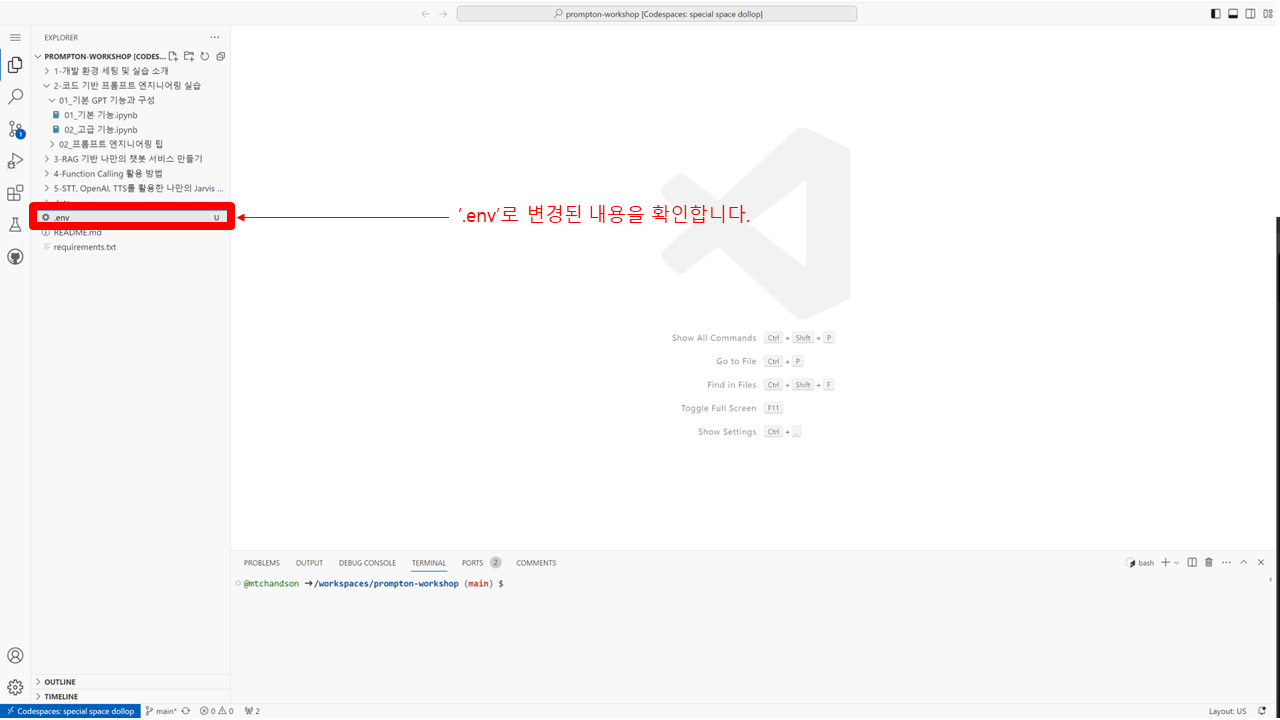 prompton-workshop [Codespaces: special space dollop]
EXPLORER
PROMPTON-WORKSHOP [CODES...
1-개발 환경 세팅 및 실습 소개
2-코드 기반 프롬프트 엔지니어링 실습
01_기본 GPT 기능과 구성
01_기본 기능.ipynb
02_고급 기능.ipynb
02_프롬프트 엔지니어링 팁
3-RAG 기반 나만의 챗봇 서비스 만들기
4-Function Calling 활용 방법
5-STT, OpenAI, TTS를 활용한 나만의 Jarvis ...
.env U
README.md
requirements.txt
'.env'로 변경된 내용을 확인합니다.
1
Show All Commands Ctrl + Shift + P
Go to File Ctrl + P
Find in Files Ctrl + Shift + F
Toggle Full Screen F11
Show Settings Ctrl + ,
PROBLEMS OUTPUT DEBUG CONSOLE TERMINAL PORTS 2 COMMENTS
bash
@mtchandson ➜/workspaces/prompton-workshop (main) $
OUTLINE
TIMELINE
Codespaces: special space dollop main* 0 0 2 Layout: US